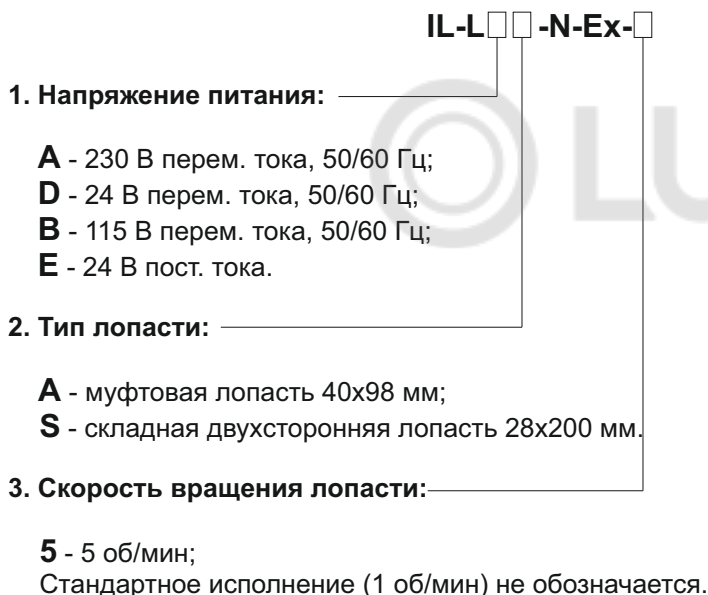 IL-L□□-N-Ex-□
1. Напряжение питания:
A - 230 В перем. тока, 50/60 Гц;
D - 24 В перем. тока, 50/60 Гц;
B - 115 В перем. тока, 50/60 Гц;
E - 24 В пост. тока.
LU
2. Тип лопасти:
A - муфтовая лопасть 40х98 мм;
S - складная двухсторонняя лопасть 28х200 мм.
3. Скорость вращения лопасти:
5 - 5 об/мин;
Стандартное исполнение (1 об/мин) не обозначается.